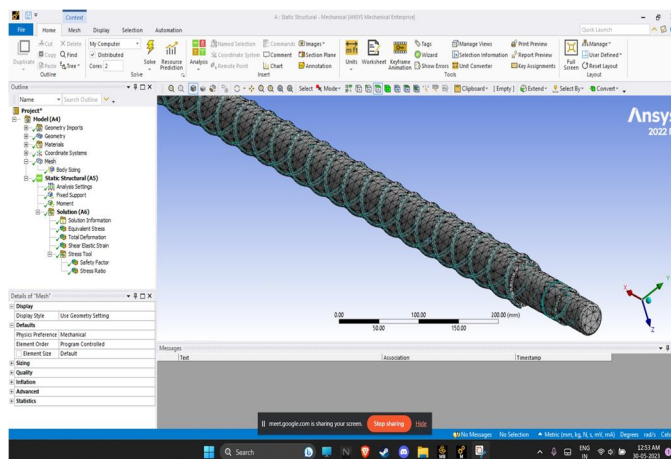 Context
A : Static Structural - Mechanical [ANSYS Mechanical Enterprise]
File Home Mesh Display Selection Automation
Quick Launch
Duplicate
Cut
Copy
Paste
Delete
Find
Tree
Outline
My Computer
Distributed
Cores 2
Solve
Resource Prediction
Solve
Analysis
Named Selection
Coordinate System
Remote Point
Commands
Comment
Chart
Images
Section Plane
Annotation
Insert
Units
Worksheet
Keyframe Animation
Tags
Wizard
Show Errors
Manage Views
Selection Information
Unit Converter
Print Preview
Report Preview
Key Assignments
Tools
Full Screen
Manage
User Defined
Reset Layout
Layout
Outline
Name Search Outline
Select Mode Clipboard [ Empty ] Extend Select By Convert
Project*
Model (A4)
Geometry Imports
Geometry
Materials
Coordinate Systems
Mesh
Body Sizing
Static Structural (A5)
Analysis Settings
Fixed Support
Moment
Solution (A6)
Solution Information
Equivalent Stress
Total Deformation
Shear Elastic Strain
Stress Tool
Safety Factor
Stress Ratio
Ansys
2022
0.00 100.00 200.00 (mm)
50.00 150.00
X
Y
Z
Details of "Mesh"
Display
Display Style Use Geometry Setting
Defaults
Physics Preference Mechanical
Element Order Program Controlled
Element Size Default
Sizing
Quality
Inflation
Advanced
Statistics
Messages
Text Association Timestamp
meet.google.com is sharing your screen. Stop sharing Hide
No Messages No Selection Metric (mm, kg, N, s, mV, mA) Degrees rad/s
Search
ENG
IN
12:53 AM
30-05-2023